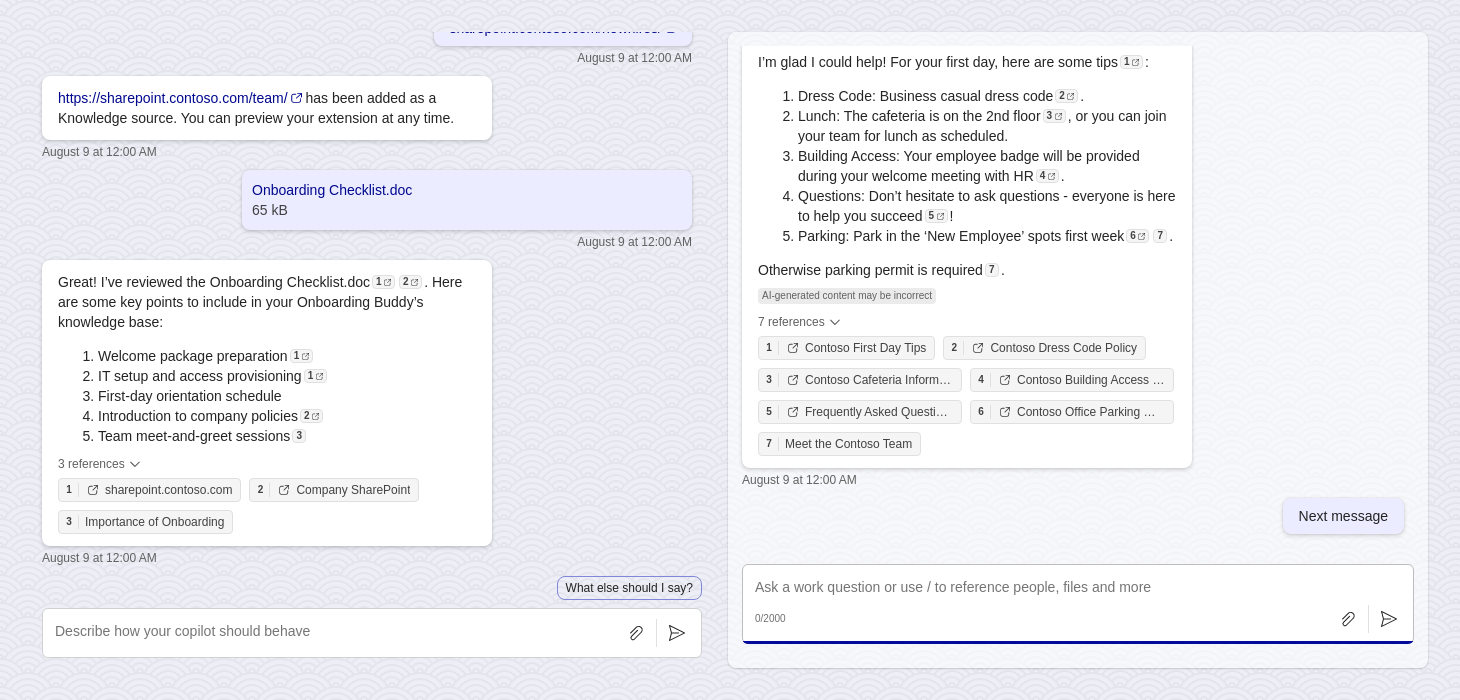 August 9 at 12:00 AM
https://sharepoint.contoso.com/team/ has been added as a
Knowledge source. You can preview your extension at any time.
August 9 at 12:00 AM
Onboarding Checklist.doc
65 kB
August 9 at 12:00 AM
Great! I’ve reviewed the Onboarding Checklist.doc 1 2 . Here
are some key points to include in your Onboarding Buddy’s
knowledge base:
1. Welcome package preparation 1
2. IT setup and access provisioning 1
3. First-day orientation schedule
4. Introduction to company policies 2
5. Team meet-and-greet sessions 3
3 references
1 sharepoint.contoso.com 2 Company SharePoint
3 Importance of Onboarding
August 9 at 12:00 AM
What else should I say?
Describe how your copilot should behave
I’m glad I could help! For your first day, here are some tips 1 :
1. Dress Code: Business casual dress code 2 .
2. Lunch: The cafeteria is on the 2nd floor 3 , or you can join
your team for lunch as scheduled.
3. Building Access: Your employee badge will be provided
during your welcome meeting with HR 4 .
4. Questions: Don’t hesitate to ask questions - everyone is here
to help you succeed 5 !
5. Parking: Park in the ‘New Employee’ spots first week 6 7 .
Otherwise parking permit is required 7 .
AI-generated content may be incorrect
7 references
1 Contoso First Day Tips 2 Contoso Dress Code Policy
3 Contoso Cafeteria Inform… 4 Contoso Building Access …
5 Frequently Asked Questi… 6 Contoso Office Parking …
7 Meet the Contoso Team
August 9 at 12:00 AM
Next message
Ask a work question or use / to reference people, files and more
0/2000